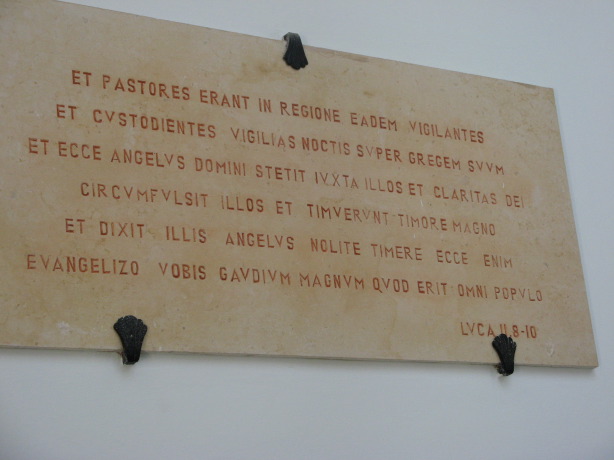 ET PASTORES ERANT IN REGIONE EADEM VIGILANTES
ET CVSTODIENTES VIGILIAS NOCTIS SVPER GREGEM SVVM
ET ECCE ANGELVS DOMINI STETIT IVXTA ILLOS ET CLARITAS DEI
CIRCVMFVLSIT ILLOS ET TIMVERVNT TIMORE MAGNO
ET DIXIT ILLIS ANGELVS NOLITE TIMERE ECCE ENIM
EVANGELIZO VOBIS GAVDIVM MAGNVM QVOD ERIT OMNI POPVLO
LVCA II 8-10